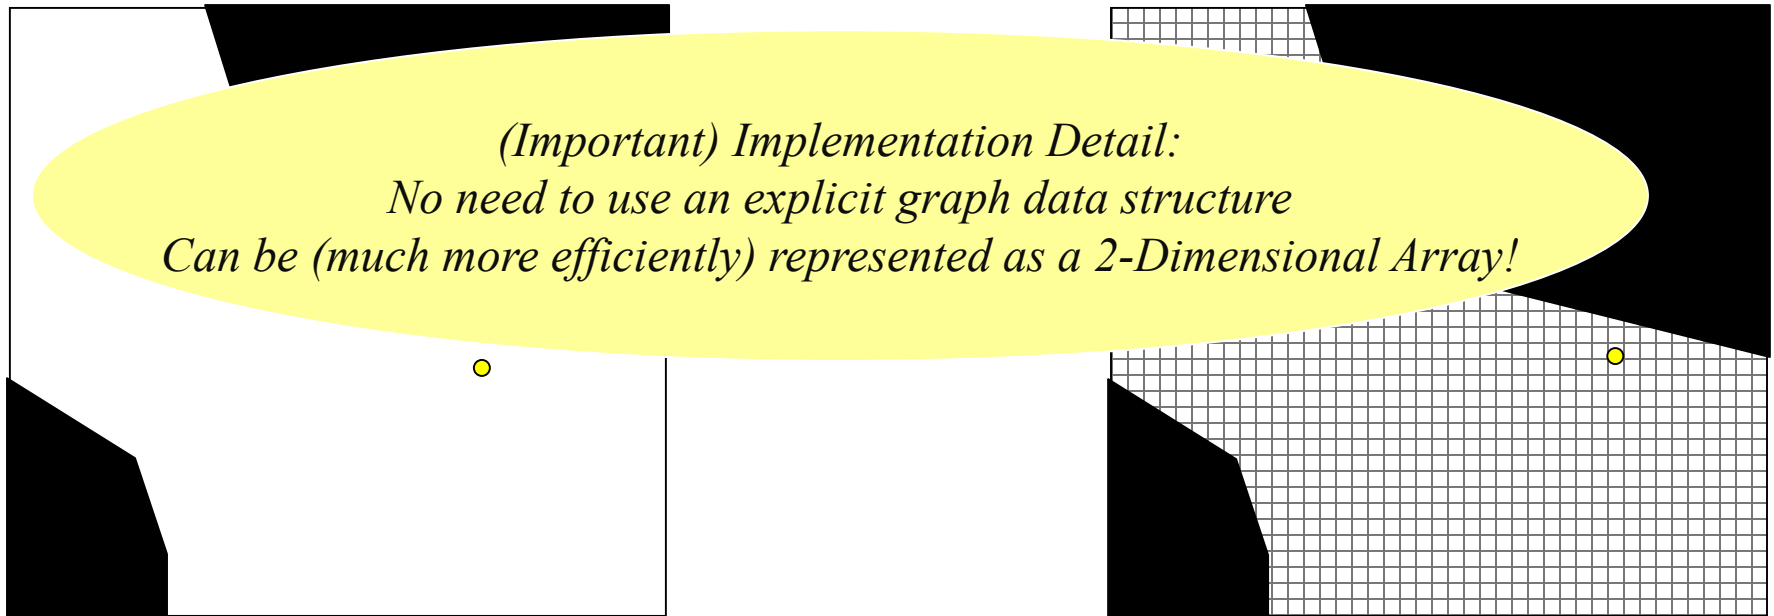 (Important) Implementation Detail:
No need to use an explicit graph data structure
Can be (much more efficiently) represented as a 2-Dimensional Array!